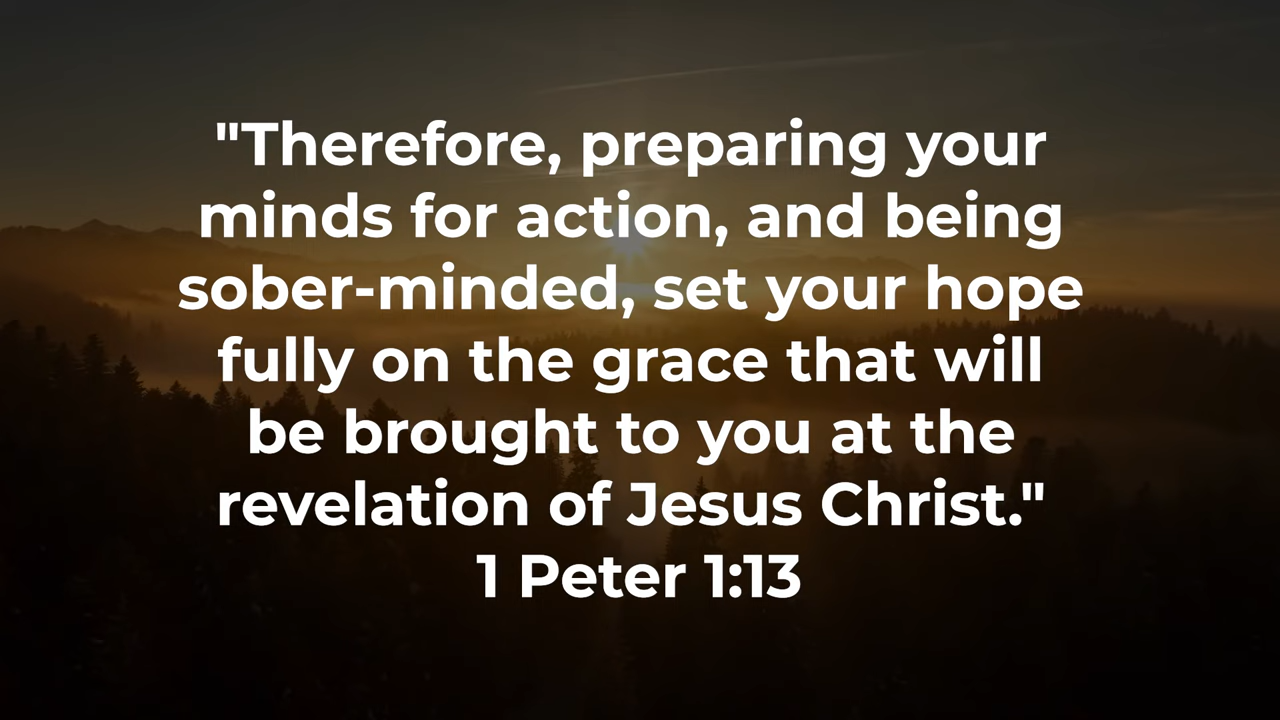 "Therefore, preparing your
minds for action, and being
sober-minded, set your hope
fully on the grace that will
be brought to you at the
revelation of Jesus Christ."
1 Peter 1:13